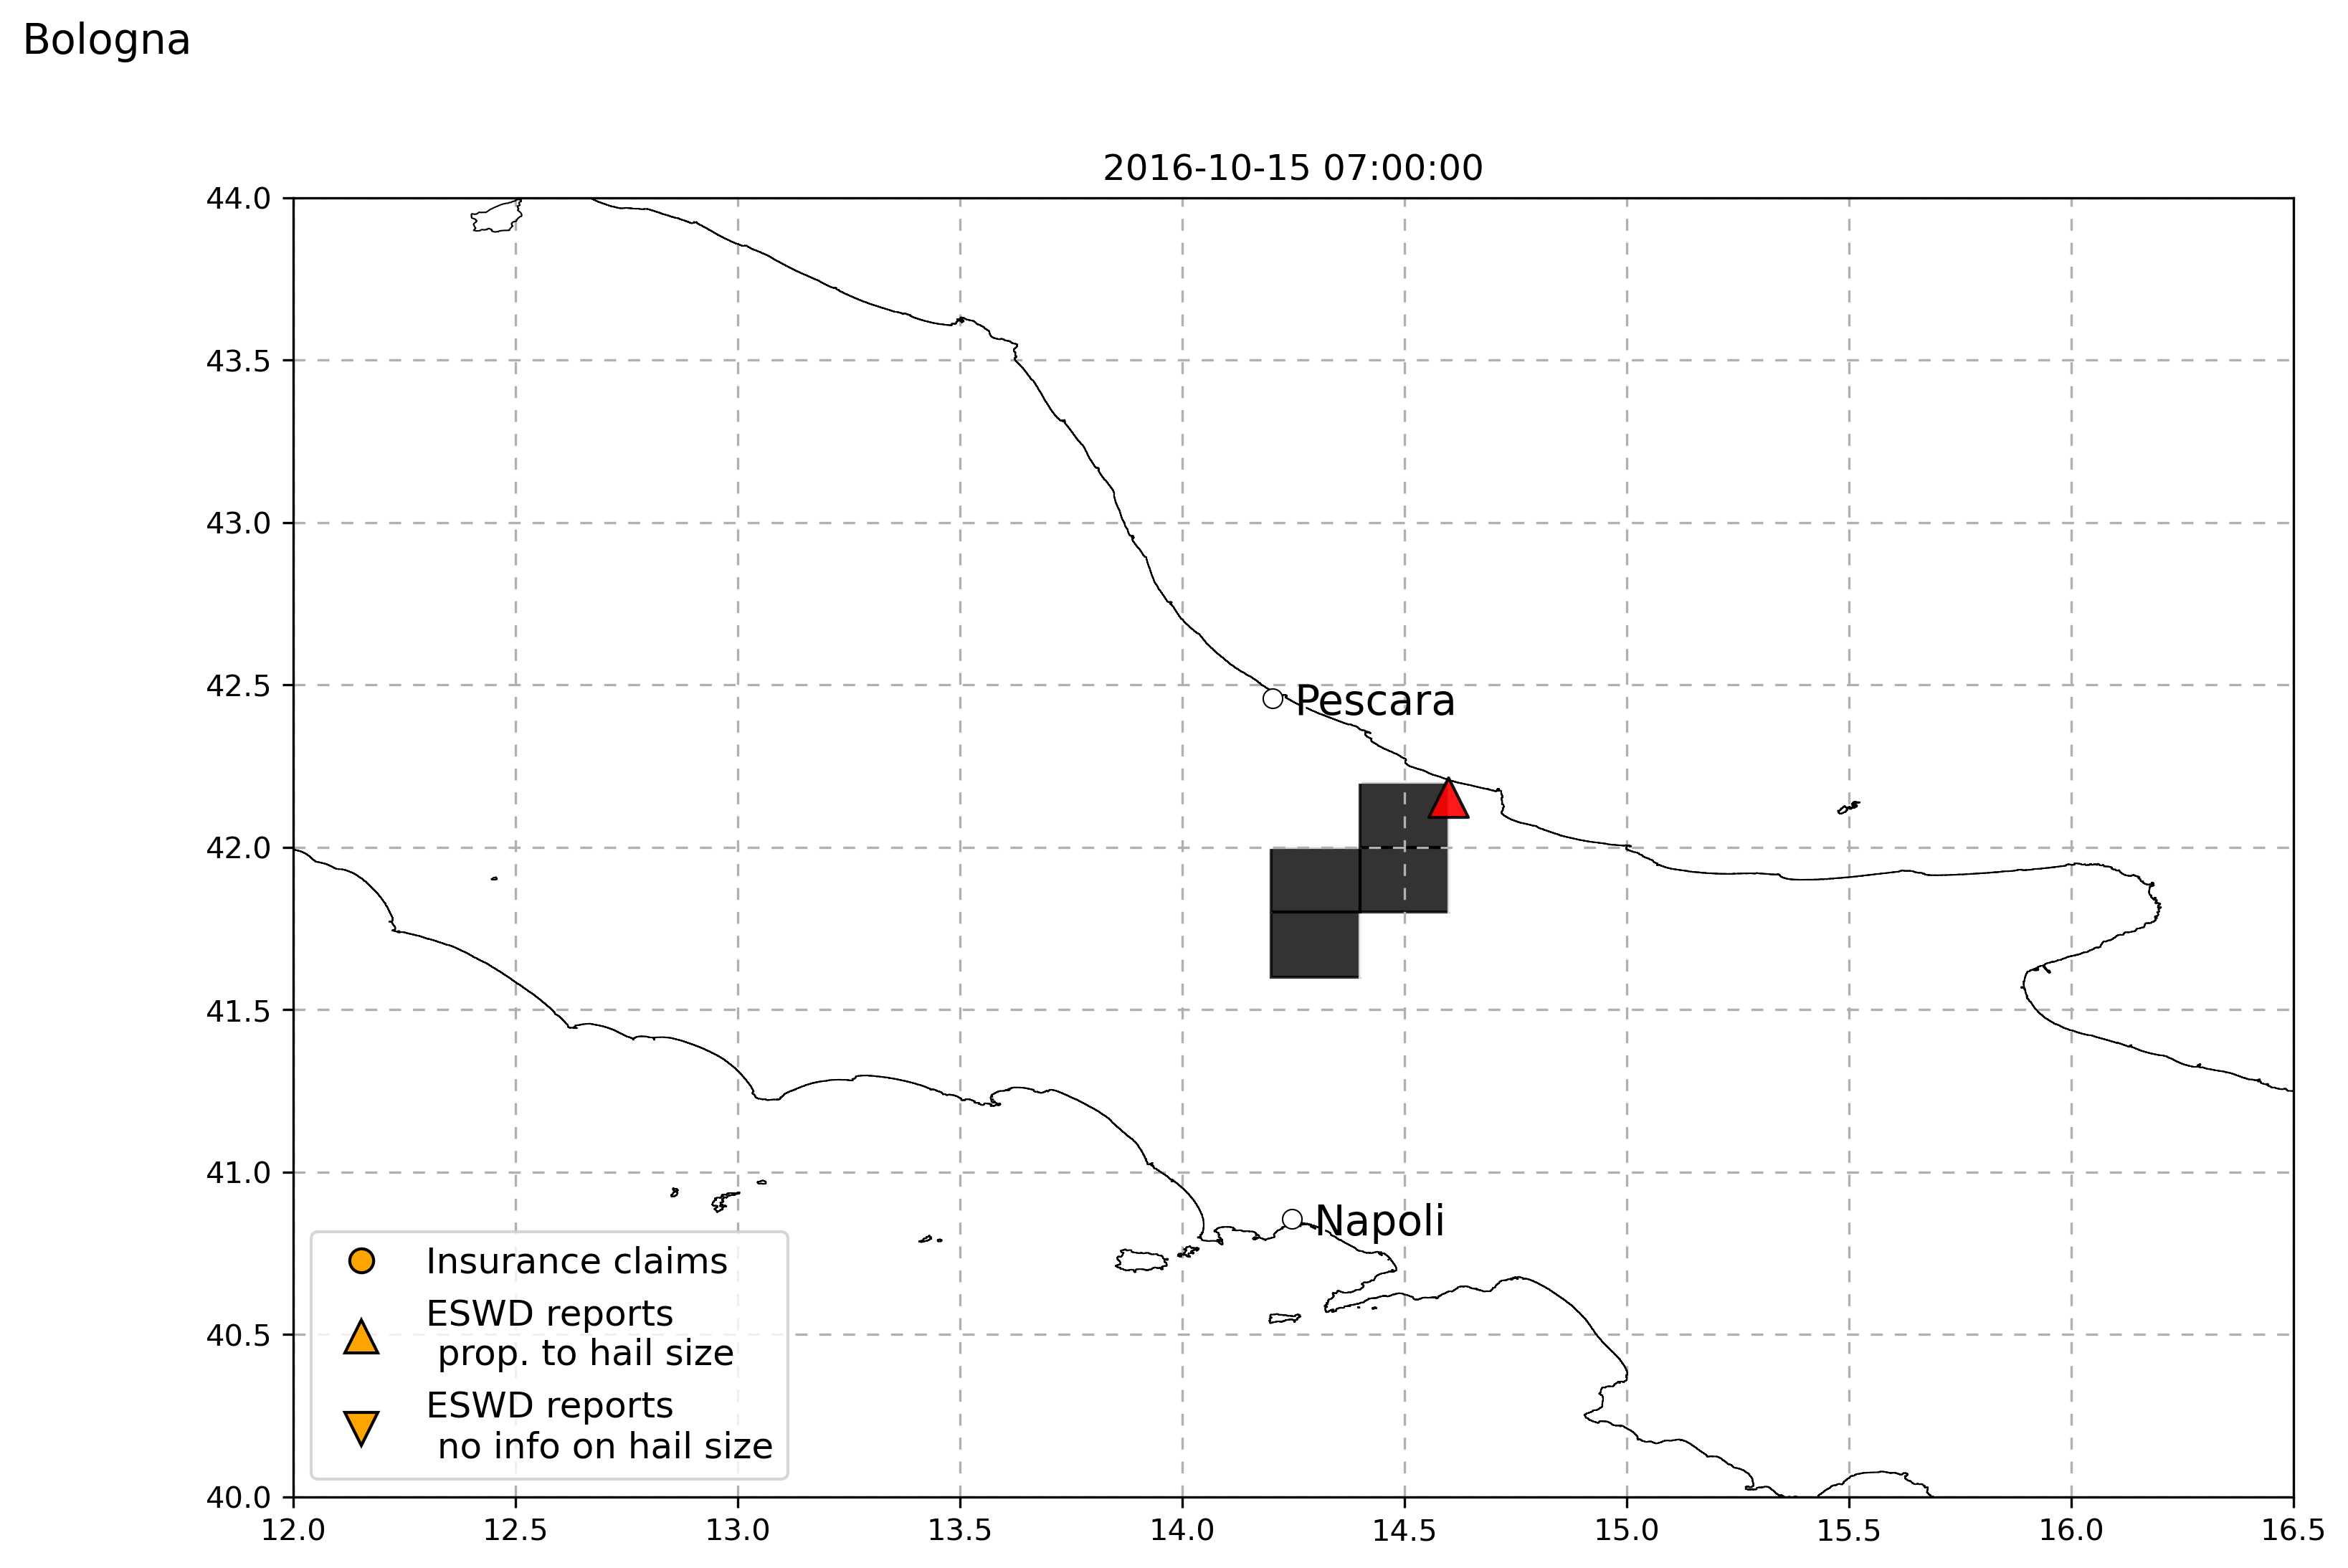 Bologna
2016-10-15 07:00:00
44.0
43.5
43.0
42.5
42.0
41.5
41.0
40.5
40.0
Pescara
Napoli
Insurance claims
ESWD reports
prop. to hail size
ESWD reports
no info on hail size
12.0 12.5 13.0 13.5 14.0 14.5 15.0 15.5 16.0 16.5